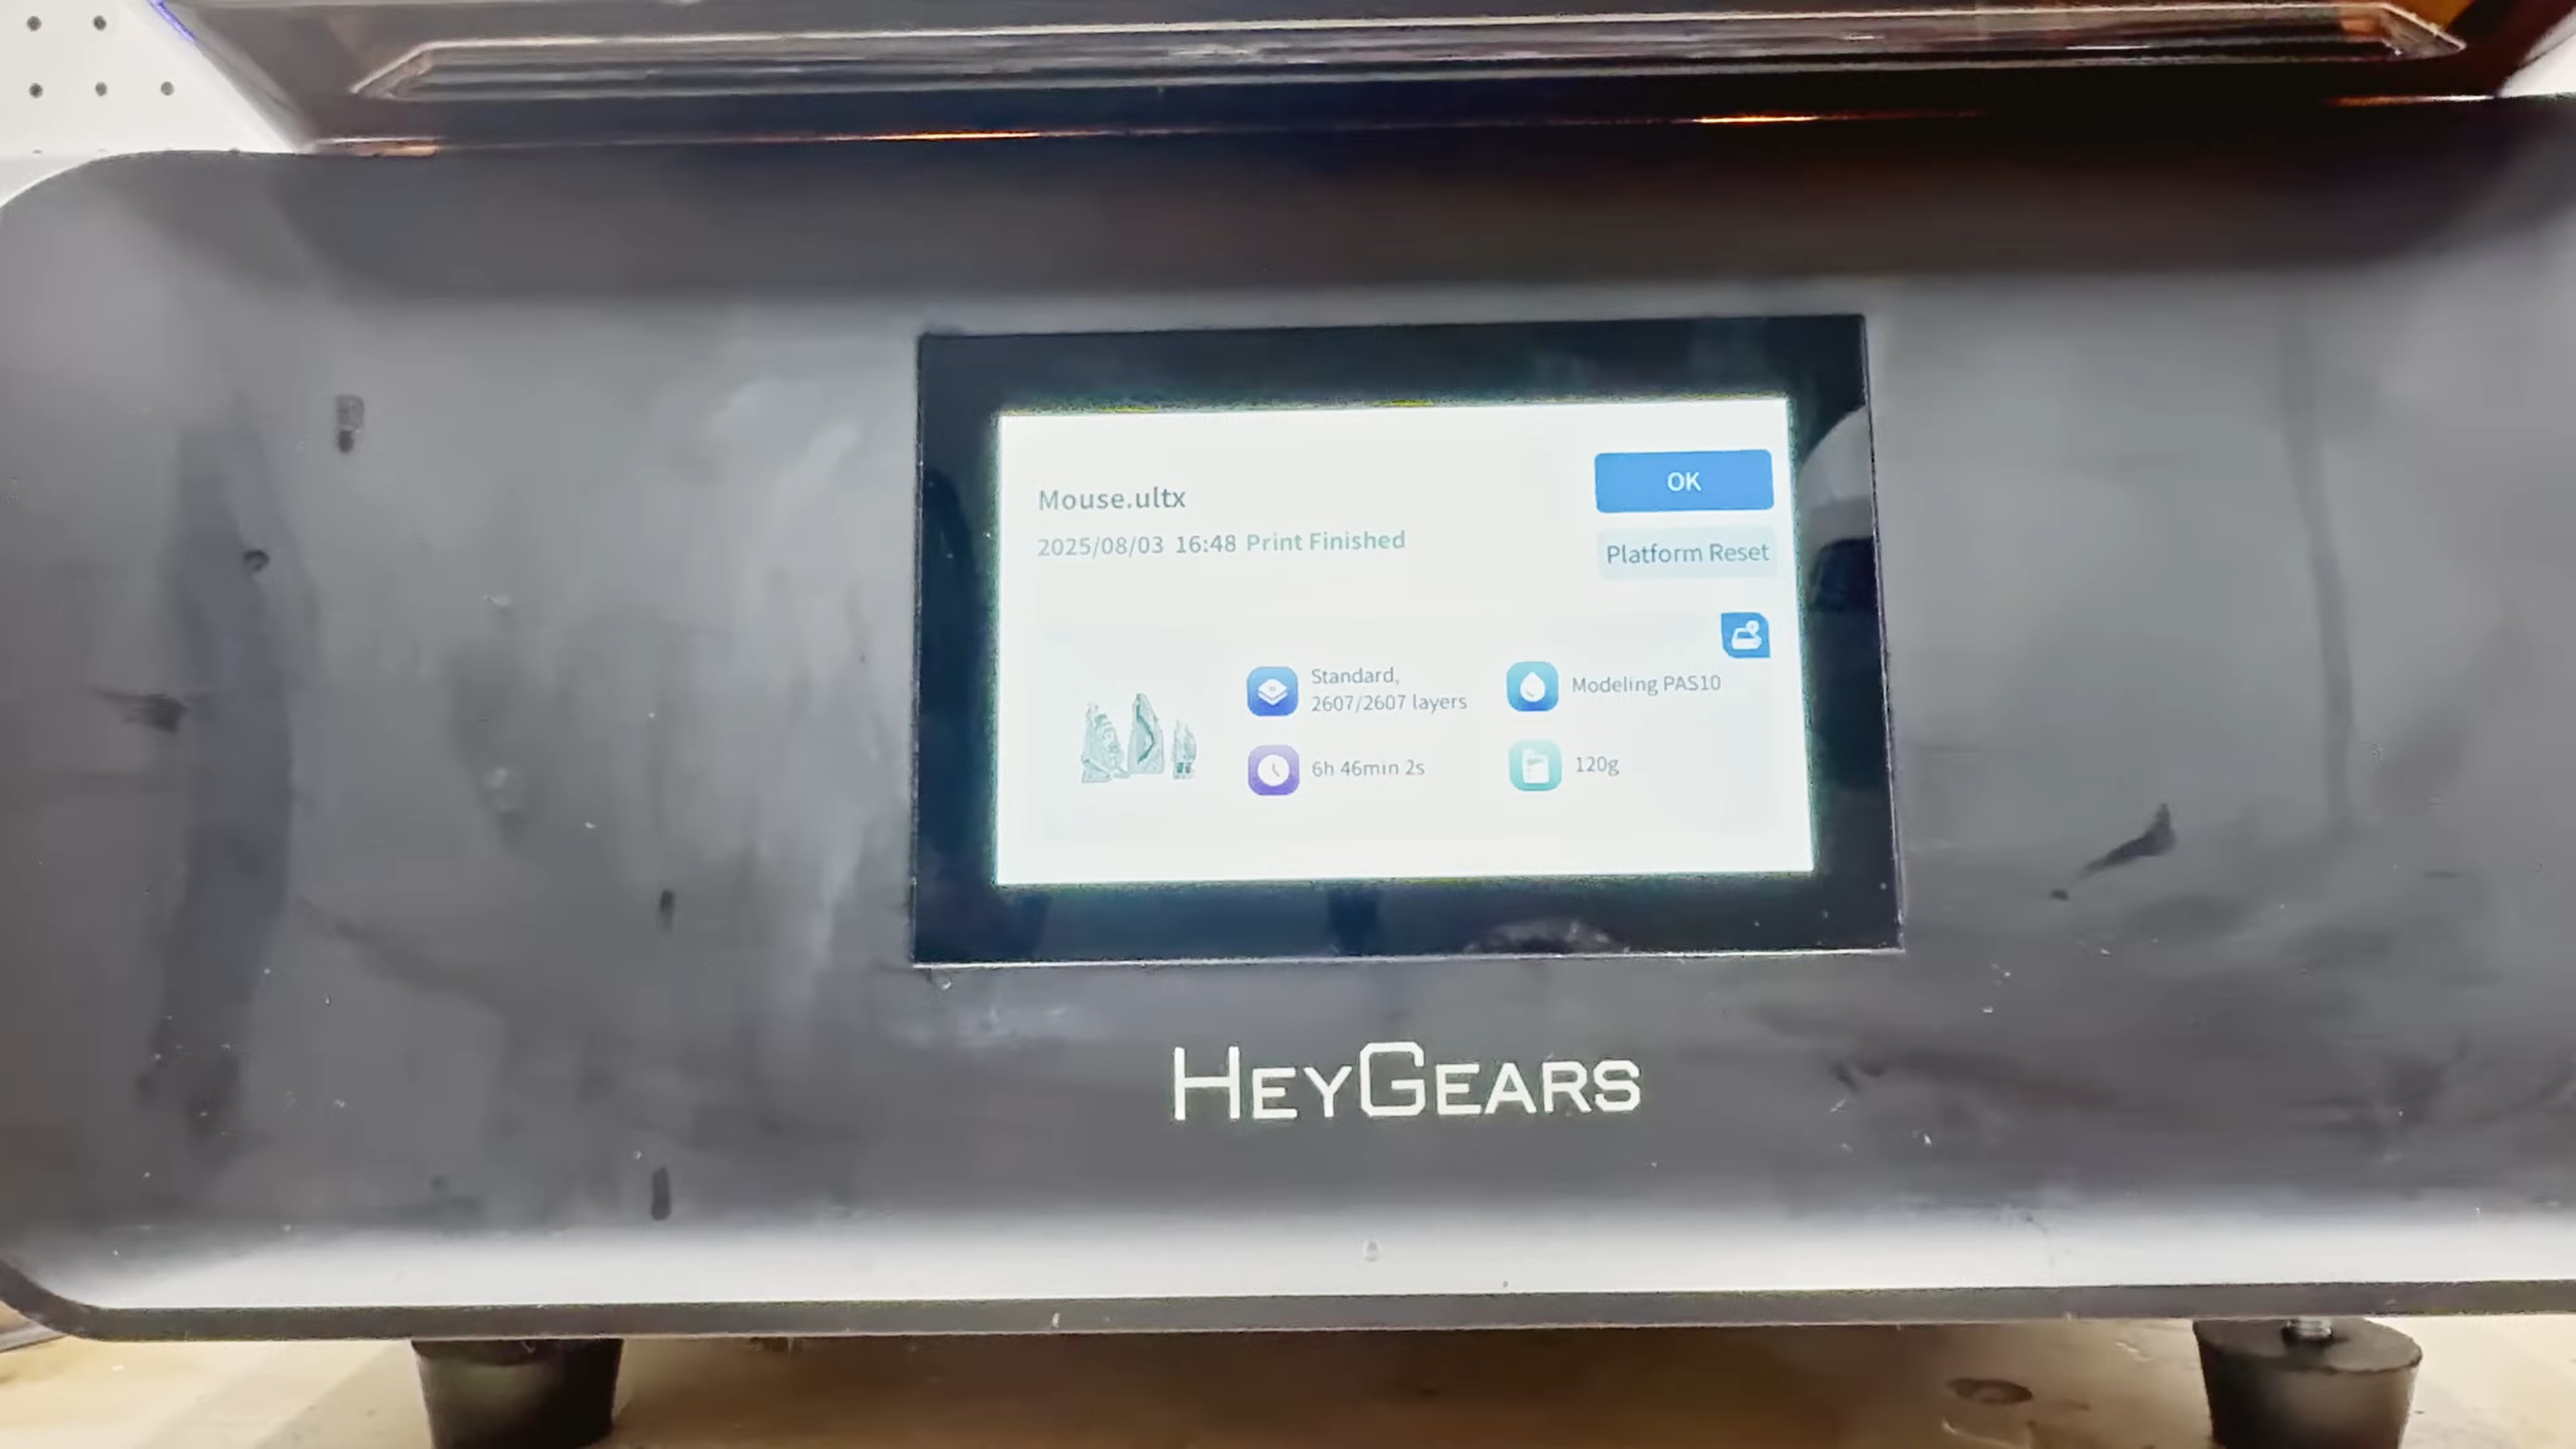 Mouse.ultx
2025/08/03 16:48 Print Finished
OK
Platform Reset
Standard,
2607/2607 layers
Modeling PAS10
6h 46min 2s
120g
HEYGEARS